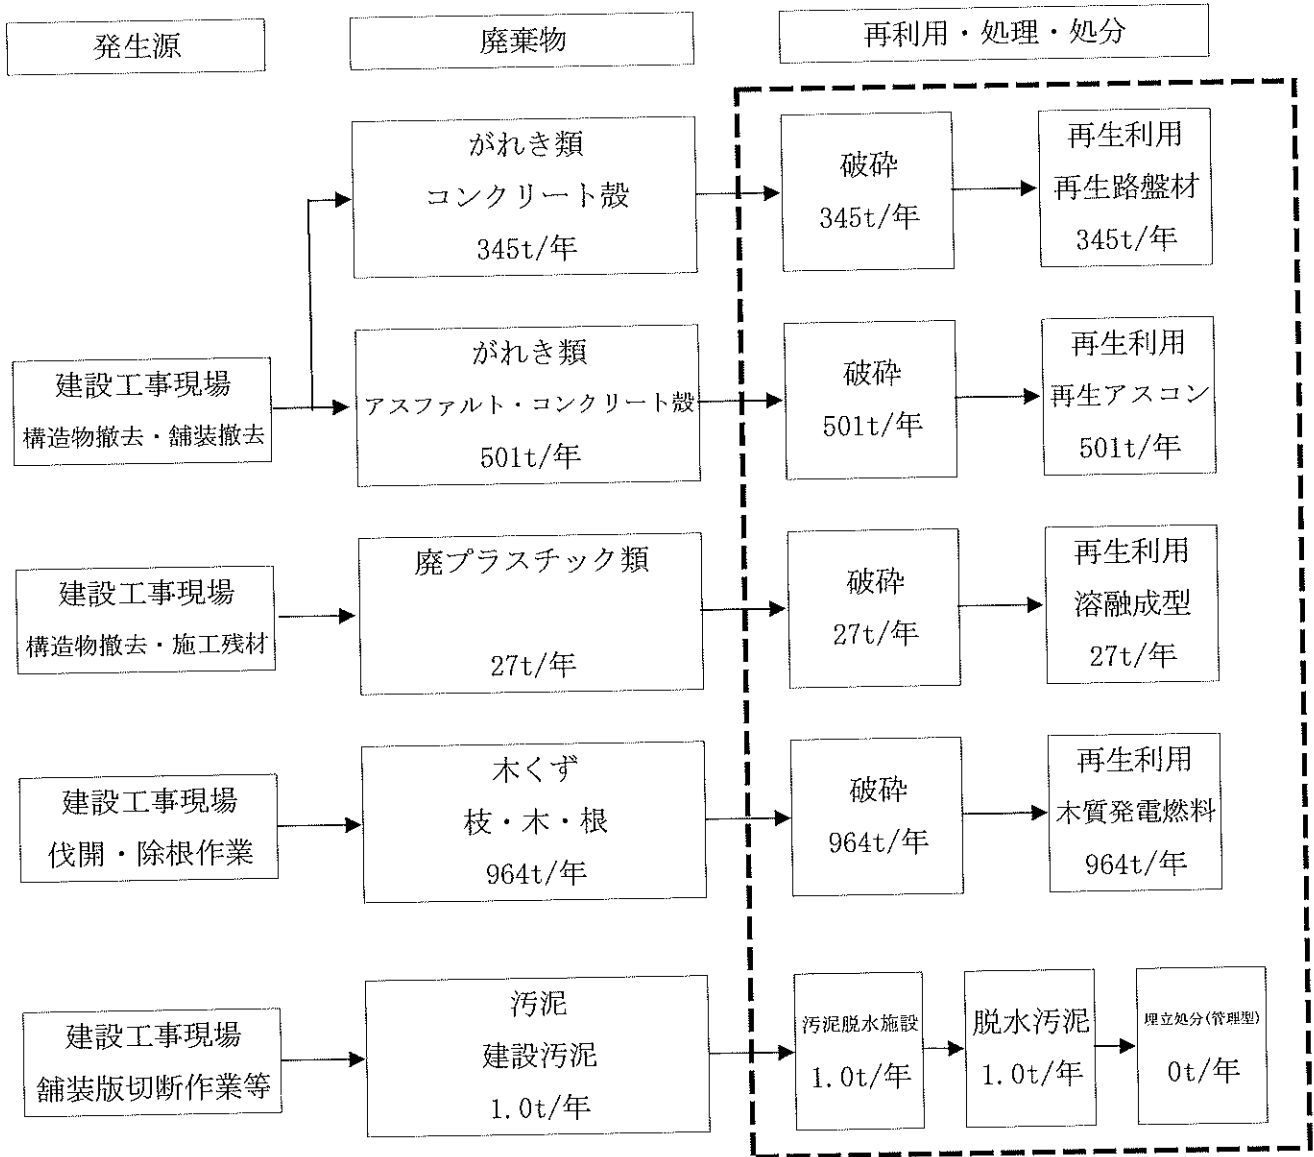 発生源
廃棄物
再利用・処理・処分
がれき類
コンクリート殻
345t/年
破砕
345t/年
再生利用
再生路盤材
345t/年
建設工事現場
構造物撤去・舗装撤去
がれき類
アスファルト・コンクリート殻
501t/年
破砕
501t/年
再生利用
再生アスコン
501t/年
建設工事現場
構造物撤去・施工残材
廃プラスチック類
27t/年
破砕
27t/年
再生利用
溶融成型
27t/年
建設工事現場
伐開・除根作業
木くず
枝・木・根
964t/年
破砕
964t/年
再生利用
木質発電燃料
964t/年
建設工事現場
舗装版切断作業等
汚泥
建設汚泥
1.0t/年
汚泥脱水施設
1.0t/年
脱水汚泥
1.0t/年
埋立処分(管理型)
0t/年